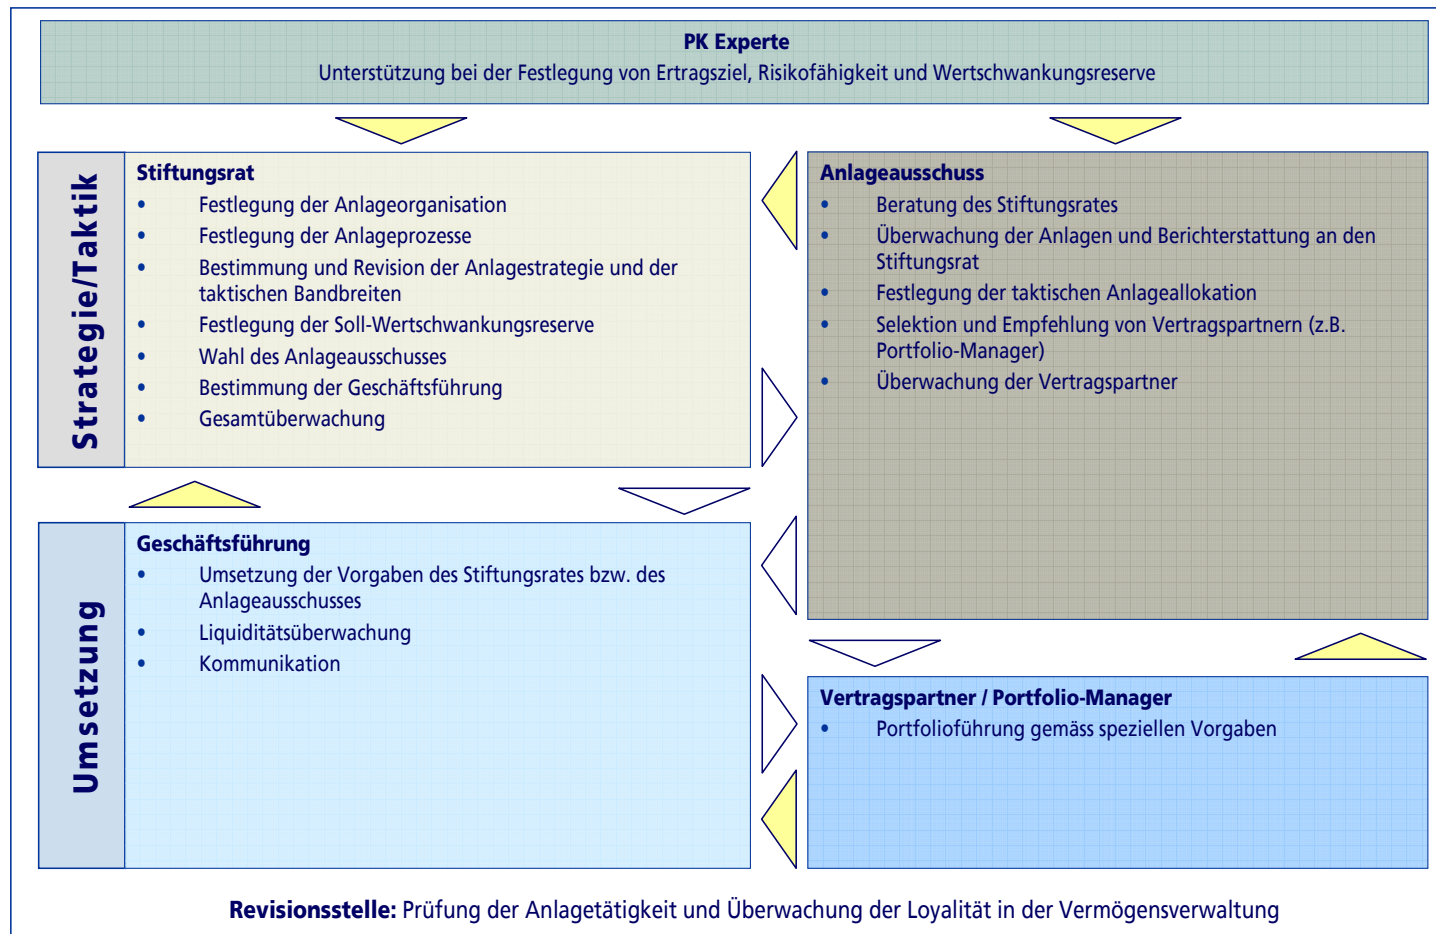 PK Experte
Unterstützung bei der Festlegung von Ertragsziel, Risikofähigkeit und Wertschwankungsreserve
Strategie/Taktik
Stiftungsrat
• Festlegung der Anlageorganisation
• Festlegung der Anlageprozesse
• Bestimmung und Revision der Anlagestrategie und der
taktischen Bandbreiten
• Festlegung der Soll-Wertschwankungsreserve
• Wahl des Anlageausschusses
• Bestimmung der Geschäftsführung
• Gesamtüberwachung
Anlageausschuss
• Beratung des Stiftungsrates
• Überwachung der Anlagen und Berichterstattung an den
Stiftungsrat
• Festlegung der taktischen Anlageallokation
• Selektion und Empfehlung von Vertragspartnern (z.B.
Portfolio-Manager)
• Überwachung der Vertragspartner
Umsetzung
Geschäftsführung
• Umsetzung der Vorgaben des Stiftungsrates bzw. des
Anlageausschusses
• Liquiditätsüberwachung
• Kommunikation
Vertragspartner / Portfolio-Manager
• Portfolioführung gemäss speziellen Vorgaben
Revisionsstelle: Prüfung der Anlagetätigkeit und Überwachung der Loyalität in der Vermögensverwaltung